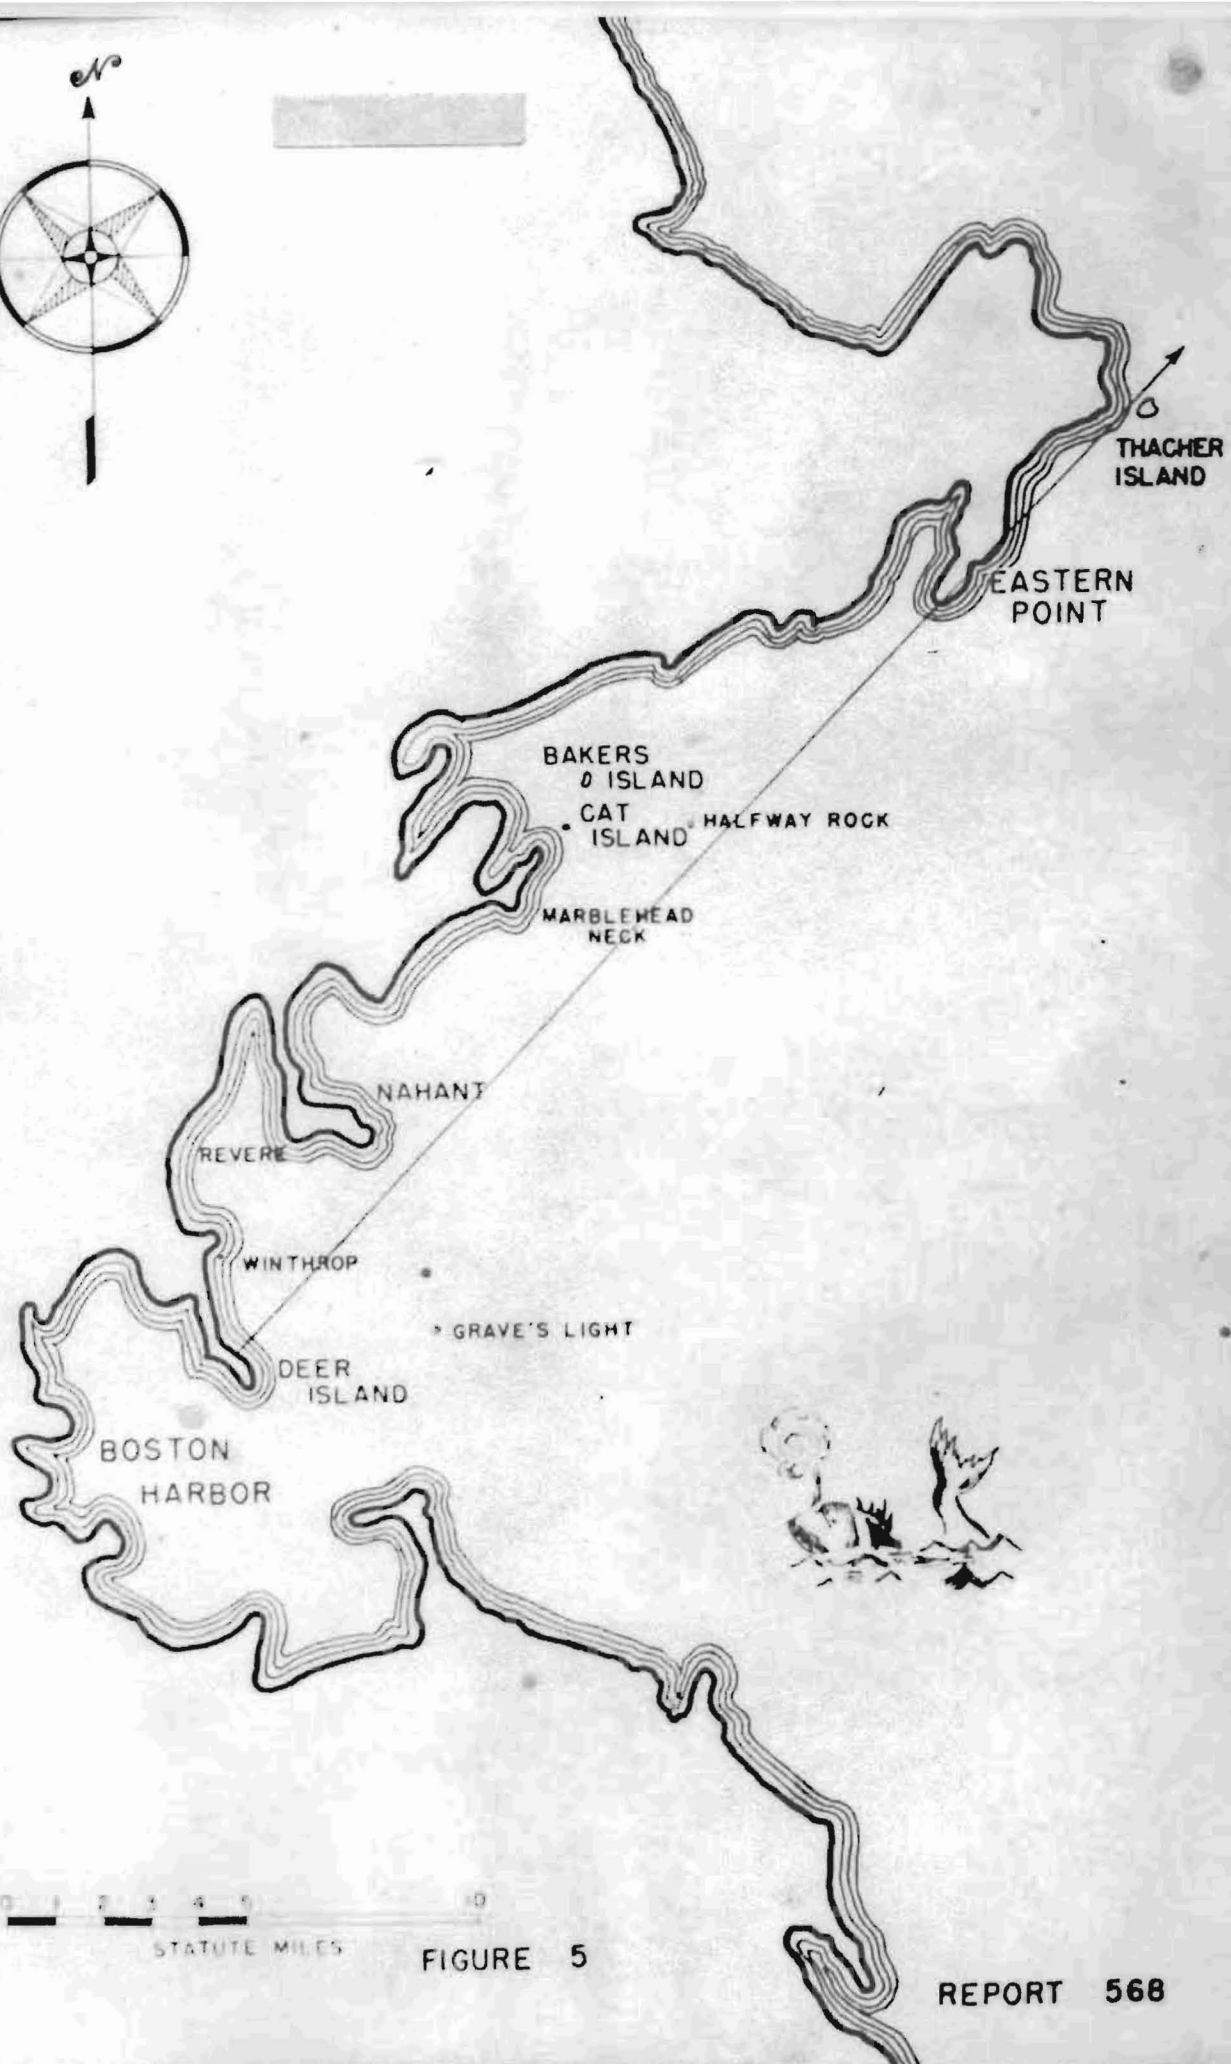 N
THACHER
ISLAND
EASTERN
POINT
BAKERS
ISLAND
CAT
ISLAND
HALFWAY ROCK
MARBLEHEAD
NECK
NAHANT
REVERE
WINTHROP
GRAVE'S LIGHT
DEER
ISLAND
BOSTON
HARBOR
0 1 2 3 4 5 10
STATUTE MILES
FIGURE 5
REPORT 568